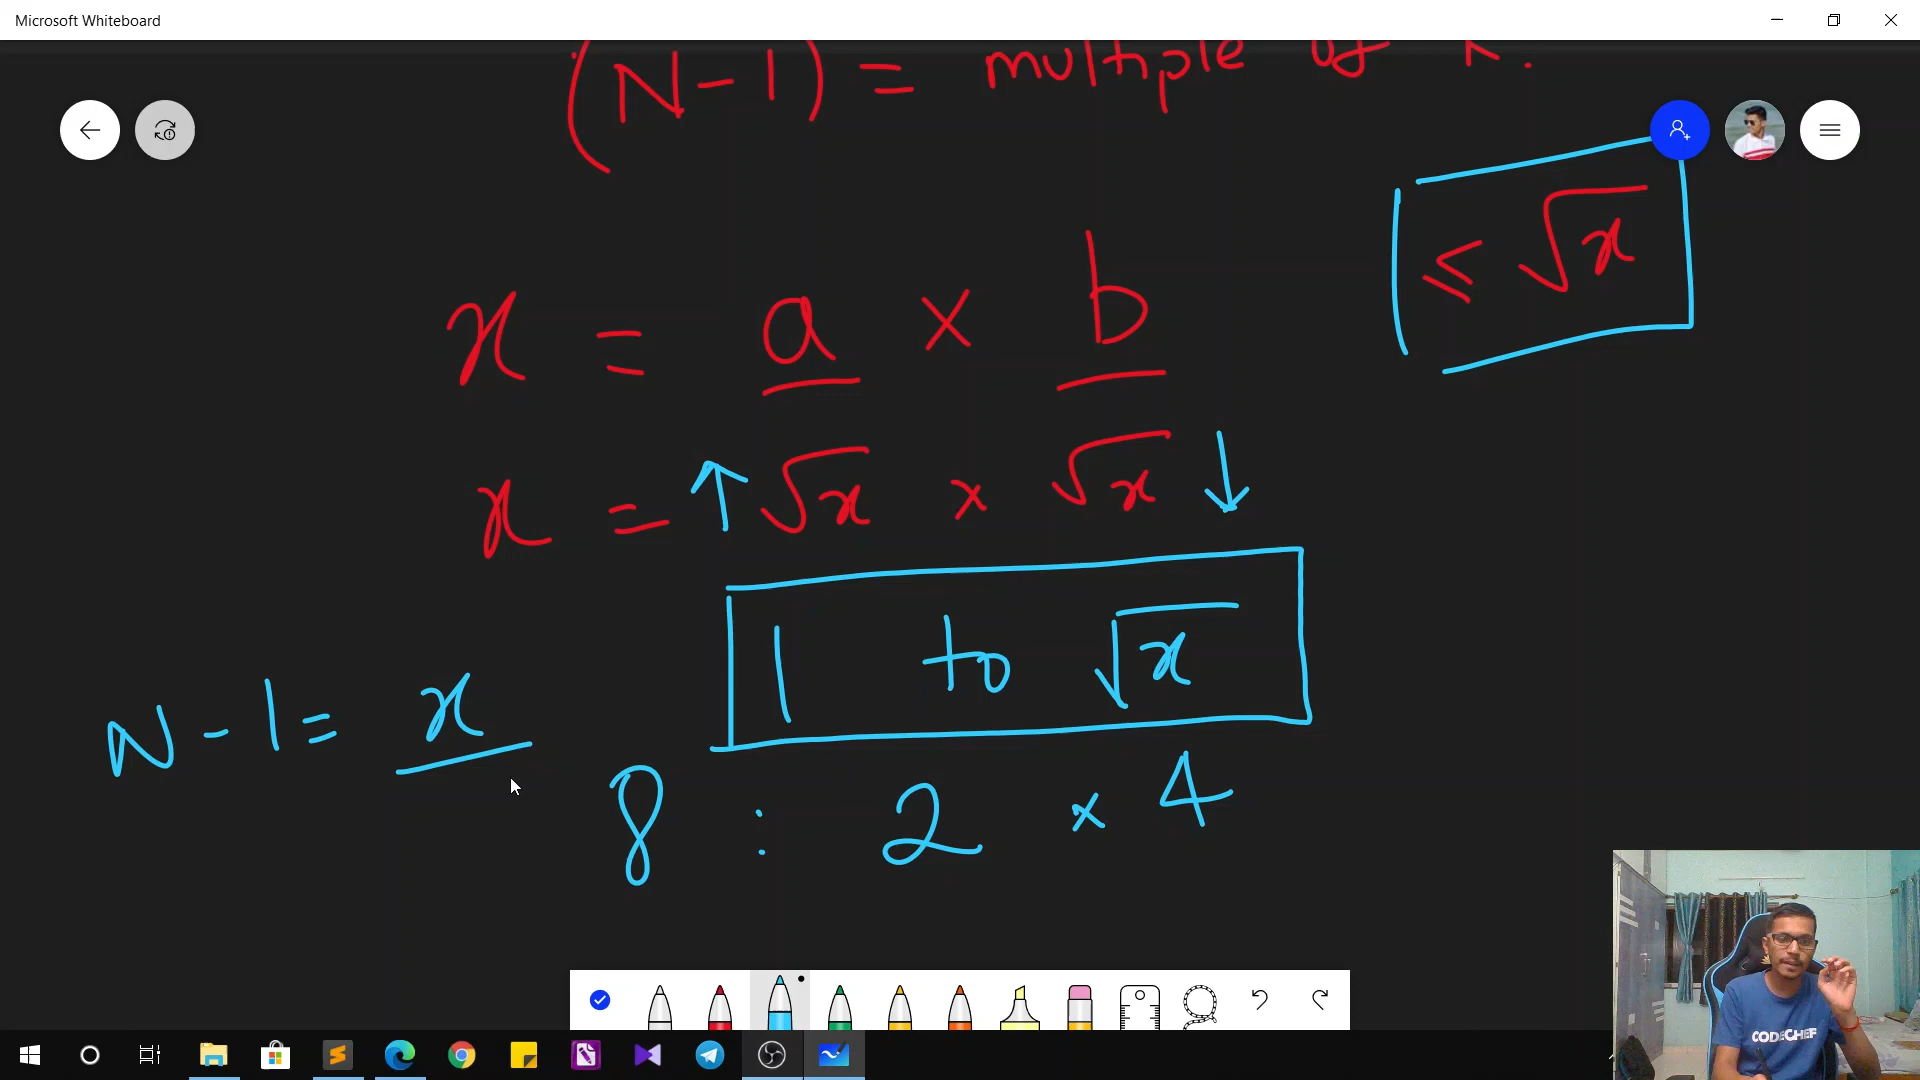 Microsoft Whiteboard
(N-1) = multiple of
≤ √x
x = a × b
x = ↑ √x × √x ↓
1 to √x
N-1 = x
8 : 2 × 4
CODECHEF